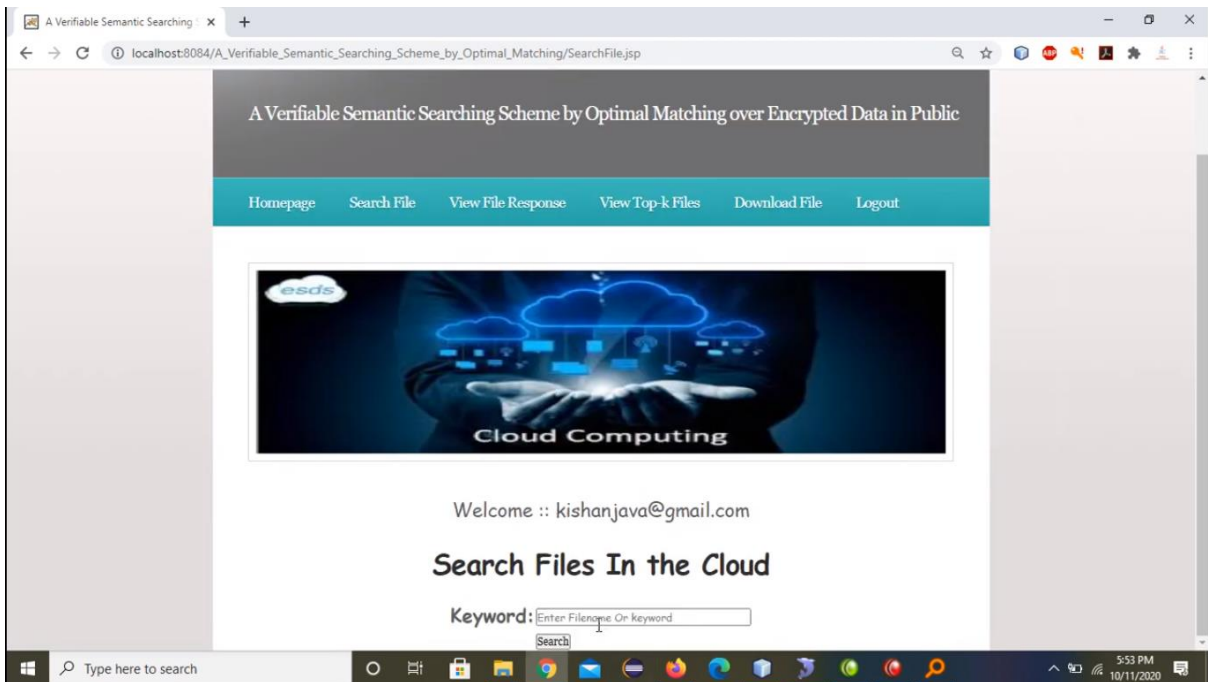 A Verifiable Semantic Searching S
localhost:8084/A_Verifiable_Semantic_Searching_Scheme_by_Optimal_Matching/SearchFile.jsp
ABP
A Verifiable Semantic Searching Scheme by Optimal Matching over Encrypted Data in Public
Homepage Search File View File Response View Top-k Files Download File Logout
esds
Cloud Computing
Welcome :: kishanjava@gmail.com
Search Files In the Cloud
Keyword: Enter Filename Or keyword
Search
Type here to search
5:53 PM
10/11/2020